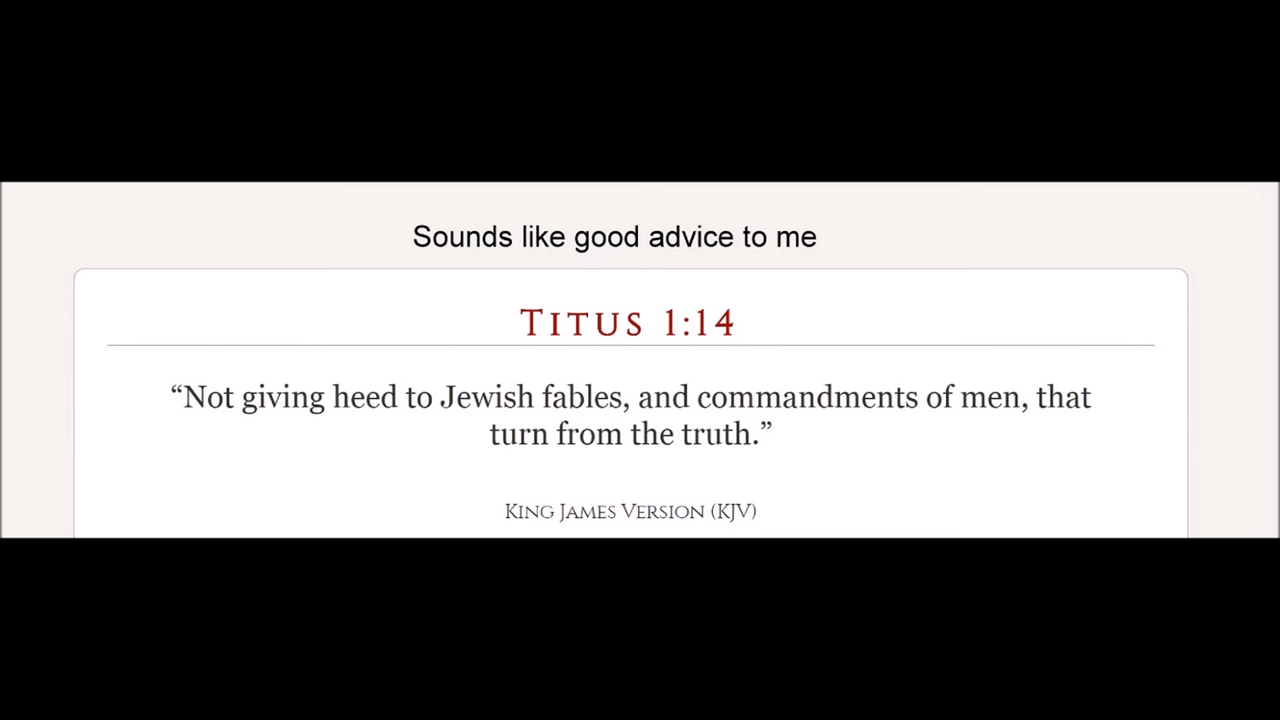 Sounds like good advice to me
Titus 1:14
“Not giving heed to Jewish fables, and commandments of men, that
turn from the truth.”
King James Version (KJV)